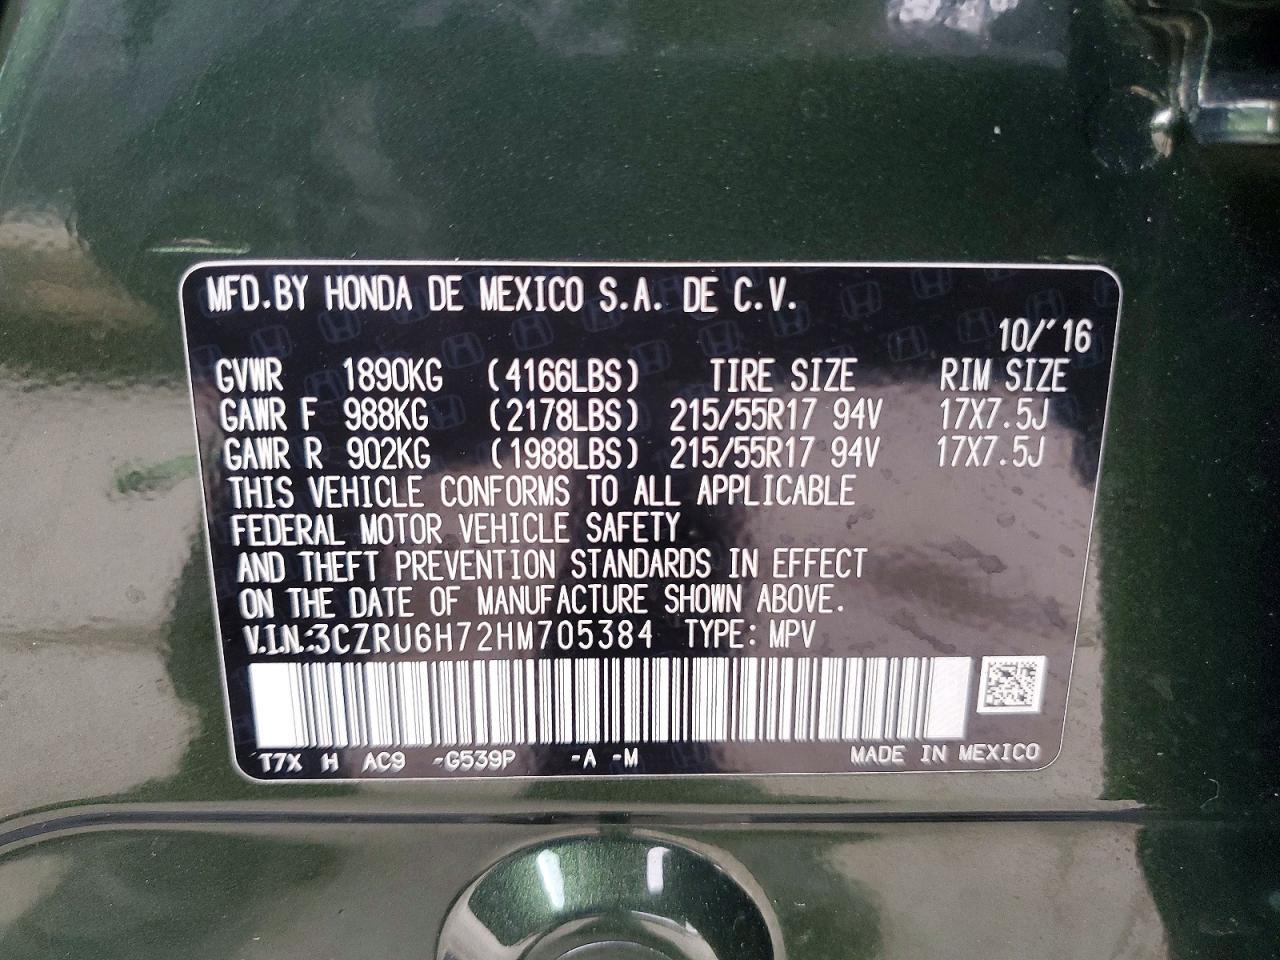 MFD.BY HONDA DE MEXICO S.A. DE C.V.
10/'16
GVWR 1890KG (4166LBS) TIRE SIZE RIM SIZE
GAWR F 988KG (2178LBS) 215/55R17 94V 17X7.5J
GAWR R 902KG (1988LBS) 215/55R17 94V 17X7.5J
THIS VEHICLE CONFORMS TO ALL APPLICABLE
FEDERAL MOTOR VEHICLE SAFETY
AND THEFT PREVENTION STANDARDS IN EFFECT
ON THE DATE OF MANUFACTURE SHOWN ABOVE.
V.I.N.:3CZRU6H72HM705384 TYPE: MPV
T7X H AC9 -G539P -A -M MADE IN MEXICO